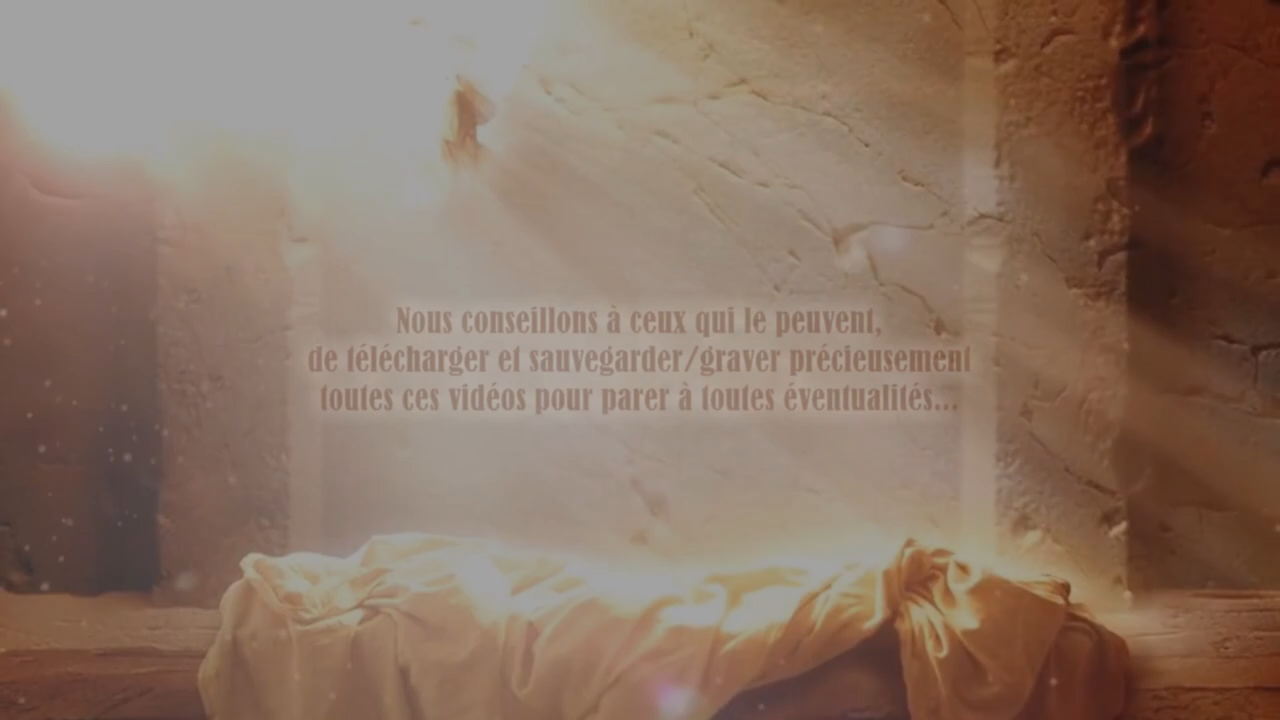 Nous conseillons à ceux qui le peuvent,
de télécharger et sauvegarder/graver précieusement
toutes ces vidéos pour parer à toutes éventualités...